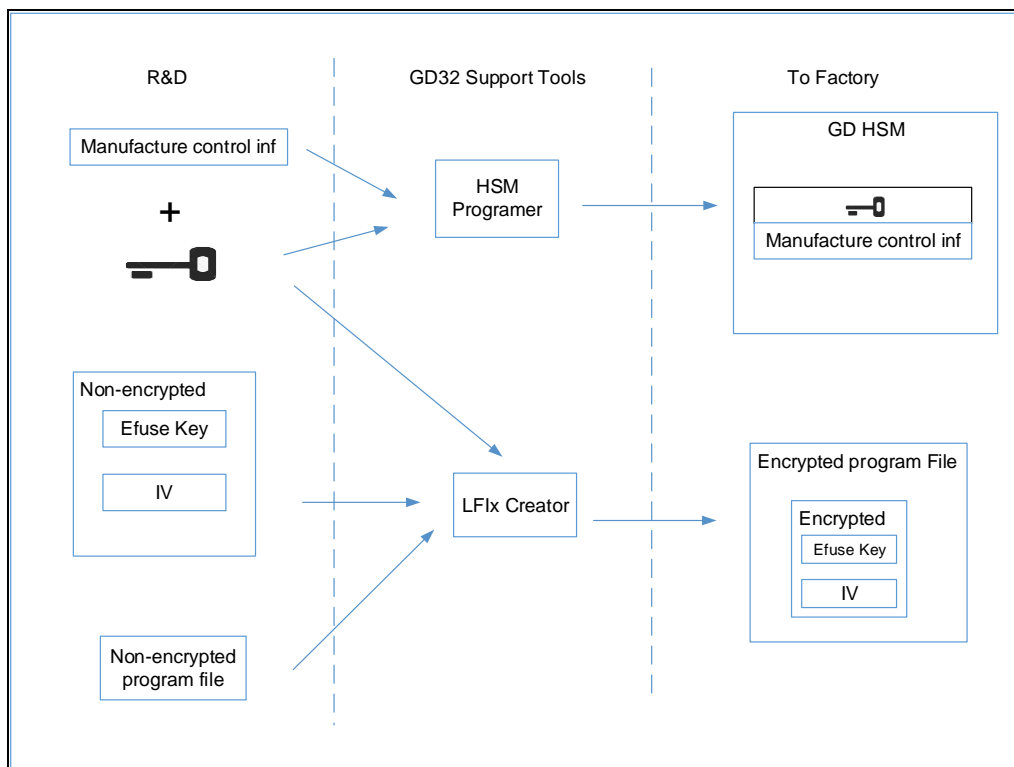 R&D
GD32 Support Tools
To Factory
Manufacture control inf
+
HSM
Programer
GD HSM
Manufacture control inf
Non-encrypted
Efuse Key
IV
LFIx Creator
Encrypted program File
Encrypted
Efuse Key
IV
Non-encrypted
program file